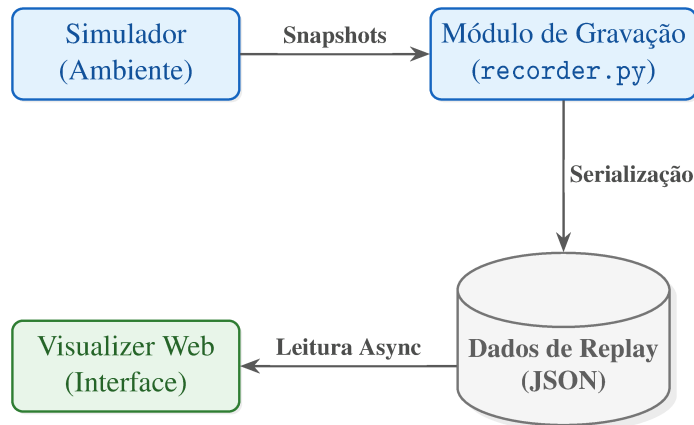 Simulador
(Ambiente)
Snapshots
Módulo de Gravação
(recorder.py)
Serialização
Visualizer Web
(Interface)
Leitura Async
Dados de Replay
(JSON)